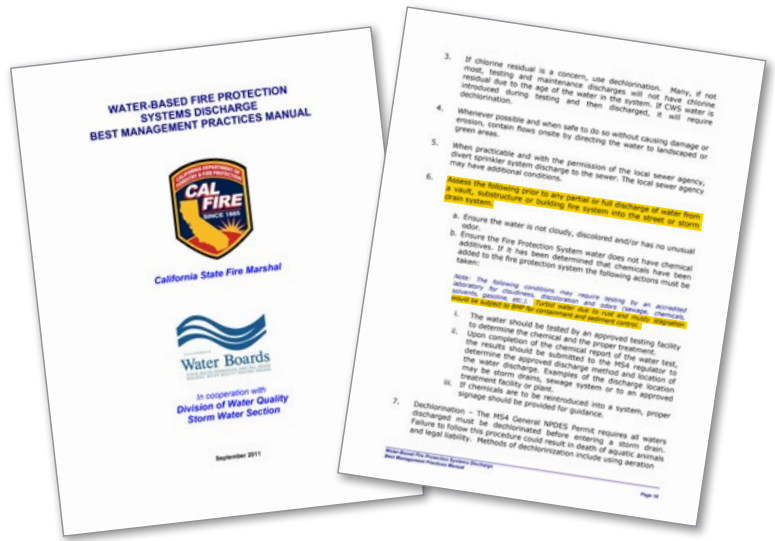 WATER-BASED FIRE PROTECTION
SYSTEMS DISCHARGE
BEST MANAGEMENT PRACTICES MANUAL
CALIFORNIA DEPARTMENT OF
FORESTRY & FIRE PROTECTION
CAL
FIRE
SINCE 1885
California State Fire Marshal
CALIFORNIA
Water Boards
In cooperation with
Division of Water Quality
Storm Water Section
September 2011
3. If chlorine residual is a concern, use dechlorination. Many, if not
most, testing and maintenance discharges will not have chlorine
residual due to the age of the water in the system. If CWS water is
introduced during testing and then discharged, it will require
dechlorination.
4. Whenever possible and when safe to do so without causing damage or
erosion, contain flows onsite by directing the water to landscaped or
green areas.
5. When practicable and with the permission of the local sewer agency,
divert sprinkler system discharge to the sewer. The local sewer agency
may have additional conditions.
6. Assess the following prior to any partial or full discharge of water from
a vault, substructure or building fire system into the street or storm
drain system.
a. Ensure the water is not cloudy, discolored and/or has no unusual
odor.
b. Ensure the Fire Protection System water does not have chemical
additives. If it has been determined that chemicals have been
added to the fire protection system the following actions must be
taken:
Note: The following conditions may require testing by an accredited
laboratory for cloudiness, discoloration and odors (sewage, chemicals,
solvents, gasoline, etc.). Turbid water due to rust and musty stagnation
would be subject to BMP for containment and sediment control.
i. The water should be tested by an approved testing facility
to determine the chemical and the proper treatment.
ii. Upon completion of the chemical report of the water test,
the results should be submitted to the MS4 regulator to
determine the approved discharge method and location of
the water discharge. Examples of the discharge location
may be storm drains, sewage system or to an approved
treatment facility or plant.
iii. If chemicals are to be reintroduced into a system, proper
signage should be provided for guidance.
7. Dechlorination – The MS4 General NPDES Permit requires all waters
discharged must be dechlorinated before entering a storm drain.
Failure to follow this procedure could result in death of aquatic animals
and legal liability. Methods of dechlorinization include using aeration
Water-Based Fire Protection Systems Discharge
Best Management Practices Manual